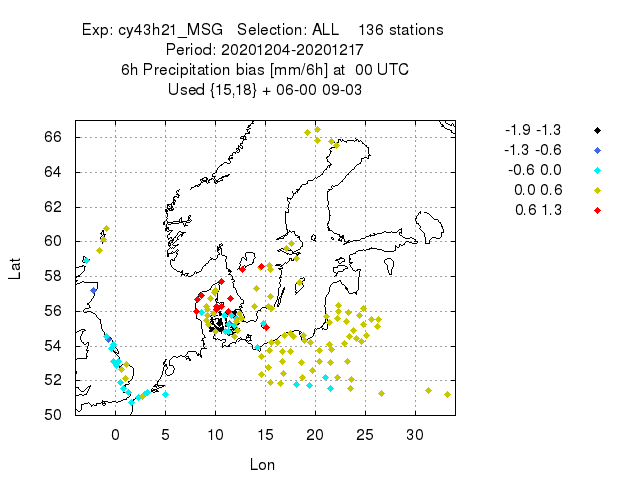 Exp: cy43h21_MSG Selection: ALL 136 stations
Period: 20201204-20201217
6h Precipitation bias [mm/6h] at 00 UTC
Used {15,18} + 06-00 09-03
-1.9 -1.3
-1.3 -0.6
-0.6 0.0
0.0 0.6
0.6 1.3
66
64
62
60
58
56
54
52
50
Lat
0 5 10 15 20 25 30
Lon